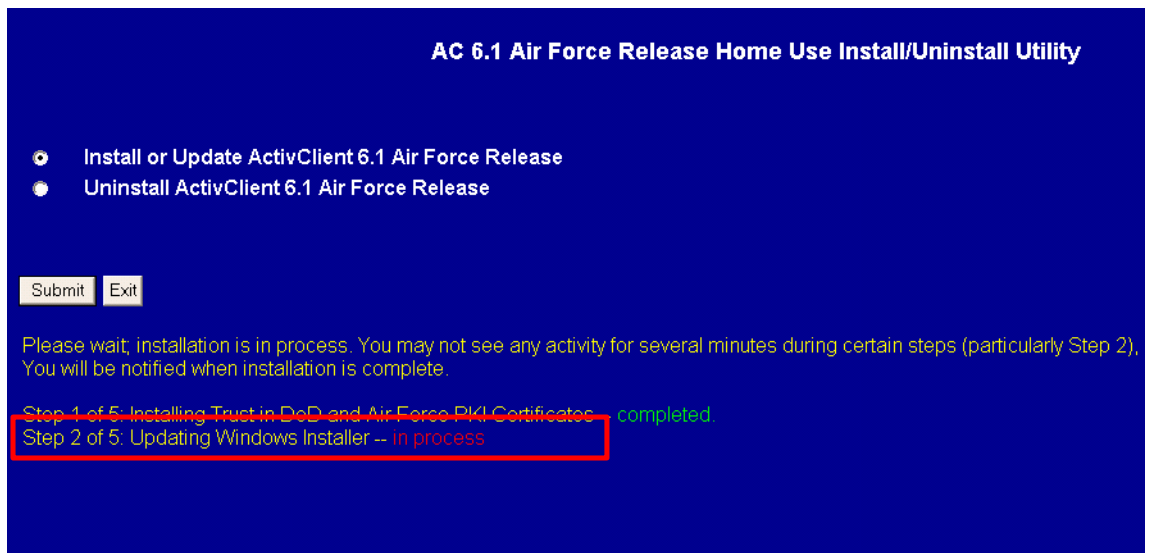 AC 6.1 Air Force Release Home Use Install/Uninstall Utility
Install or Update ActivClient 6.1 Air Force Release
Uninstall ActivClient 6.1 Air Force Release
Submit Exit
Please wait; installation is in process. You may not see any activity for several minutes during certain steps (particularly Step 2),
You will be notified when installation is complete.
Step 1 of 5: Installing Trust in DoD and Air Force PKI Certificates -- completed.
Step 2 of 5: Updating Windows Installer -- in process